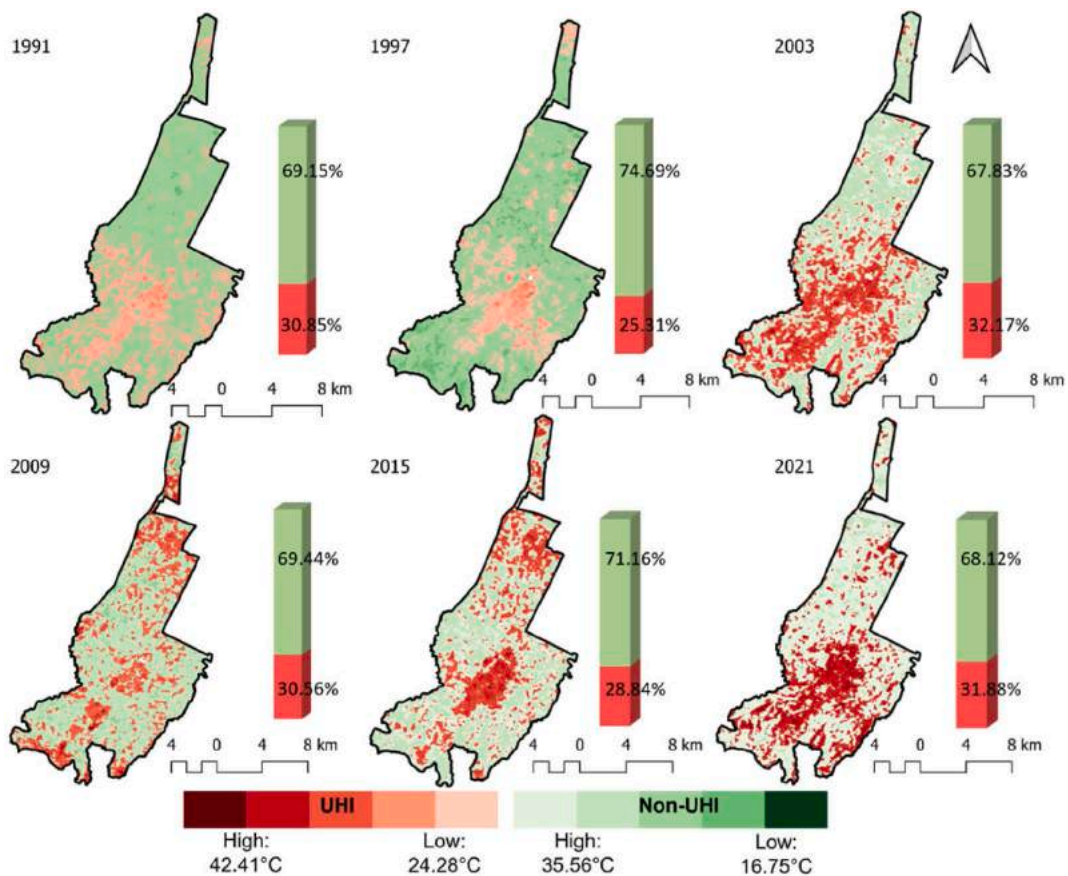 1991
69.15%
30.85%
4 0 4 8 km
1997
74.69%
25.31%
4 0 4 8 km
2003
67.83%
32.17%
4 0 4 8 km
2009
69.44%
30.56%
4 0 4 8 km
2015
71.16%
28.84%
4 0 4 8 km
2021
68.12%
31.88%
4 0 4 8 km
UHI Non-UHI
High: Low: High: Low:
42.41°C 24.28°C 35.56°C 16.75°C